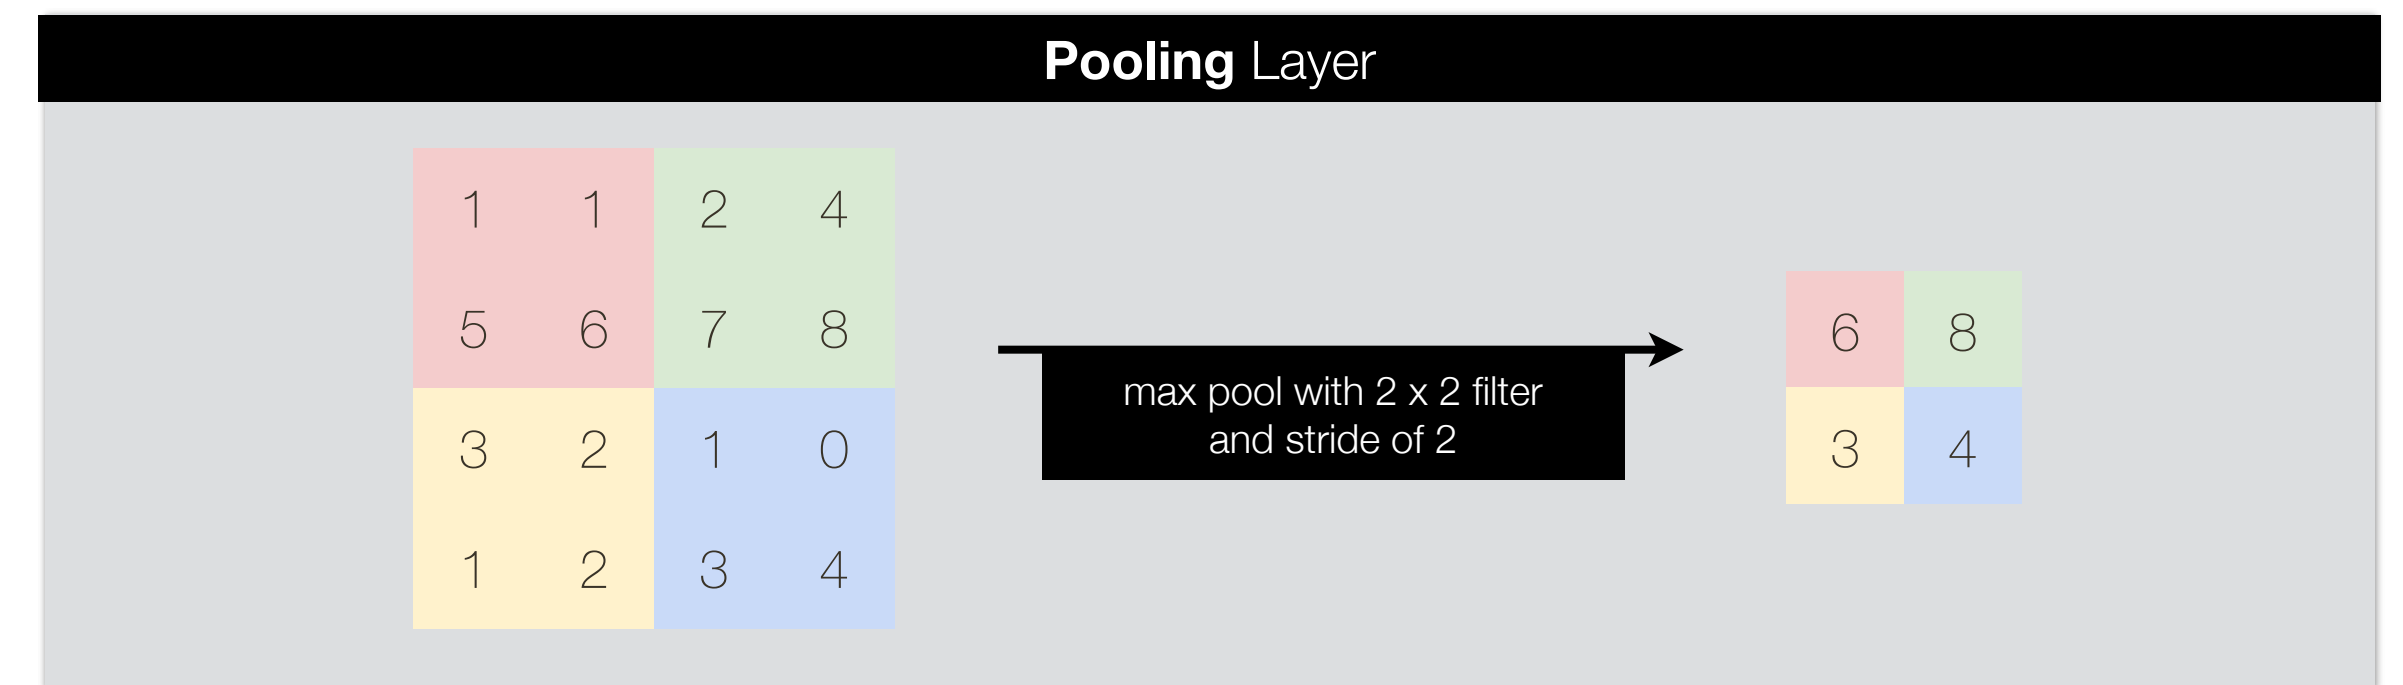 Pooling Layer
1 1 2 4
5 6 7 8
3 2 1 0
1 2 3 4
max pool with 2 x 2 filter
and stride of 2
6 8
3 4